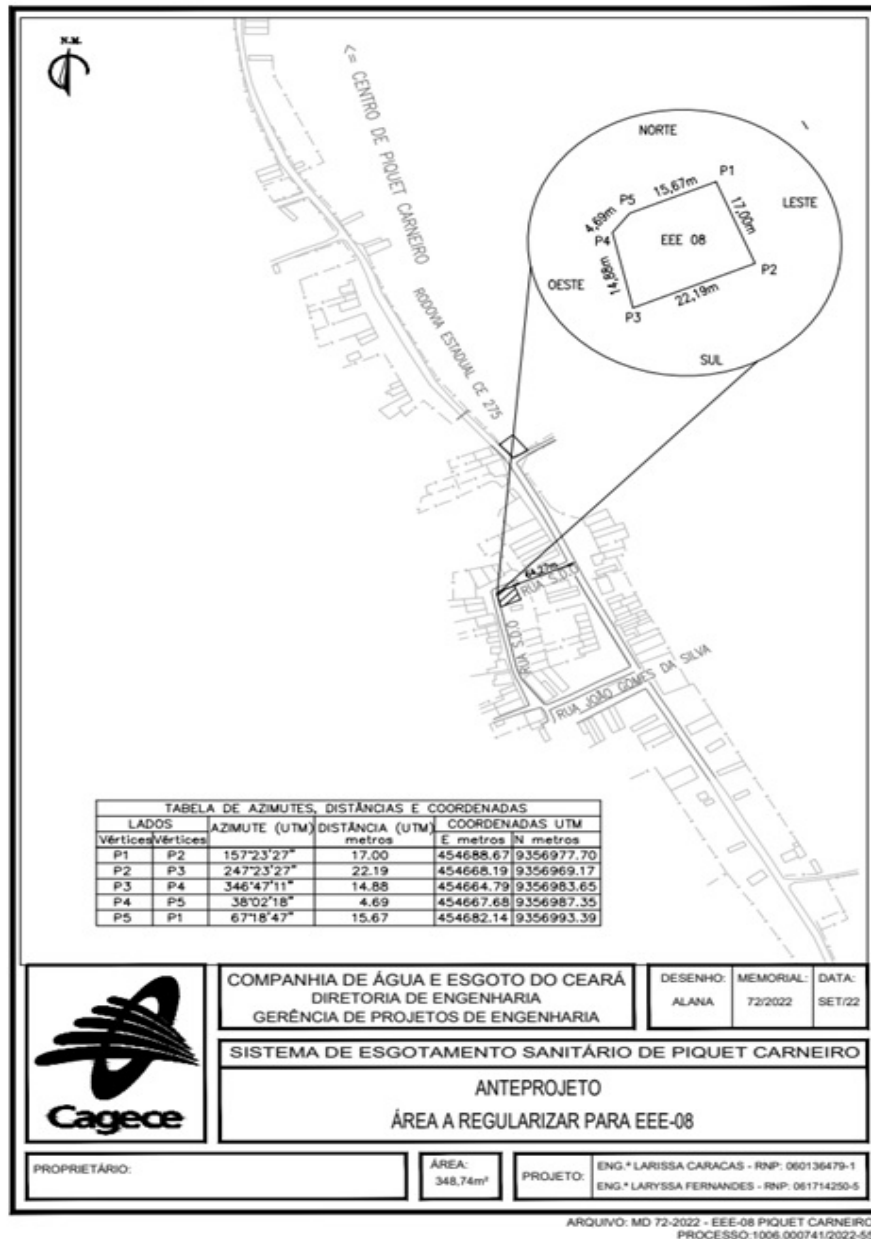 N.M.
<= CENTRO DE PIQUET CARNEIRO
RODOVIA ESTADUAL CE 275
NORTE
P1
15,67m
P5
LESTE
4,69m
17,00m
P4
EEE 08
P2
OESTE
14,88m
22,19m
P3
SUL
64,27m
RUA S.D.O
RUA S.D.O
RUA JOÃO GOMES DA SILVA
TABELA DE AZIMUTES, DISTÂNCIAS E COORDENADAS
LADOS AZIMUTE (UTM) DISTÂNCIA (UTM) COORDENADAS UTM
Vértices Vértices metros E metros N metros
P1 P2 157°23'27" 17.00 454688.67 9356977.70
P2 P3 247°23'27" 22.19 454668.19 9356969.17
P3 P4 346°47'11" 14.88 454664.79 9356983.65
P4 P5 38°02'18" 4.69 454667.68 9356987.35
P5 P1 67°18'47" 15.67 454682.14 9356993.39
Cagece
COMPANHIA DE ÁGUA E ESGOTO DO CEARÁ
DIRETORIA DE ENGENHARIA
GERÊNCIA DE PROJETOS DE ENGENHARIA
DESENHO: MEMORIAL: DATA:
ALANA 72/2022 SET/22
SISTEMA DE ESGOTAMENTO SANITÁRIO DE PIQUET CARNEIRO
ANTEPROJETO
ÁREA A REGULARIZAR PARA EEE-08
PROPRIETÁRIO:
ÁREA:
348,74m²
PROJETO:
ENG.ª LARISSA CARACAS - RNP: 060136479-1
ENG.ª LARYSSA FERNANDES - RNP: 061714250-5
ARQUIVO: MD 72-2022 - EEE-08 PIQUET CARNEIRO
PROCESSO:1006.000741/2022-55